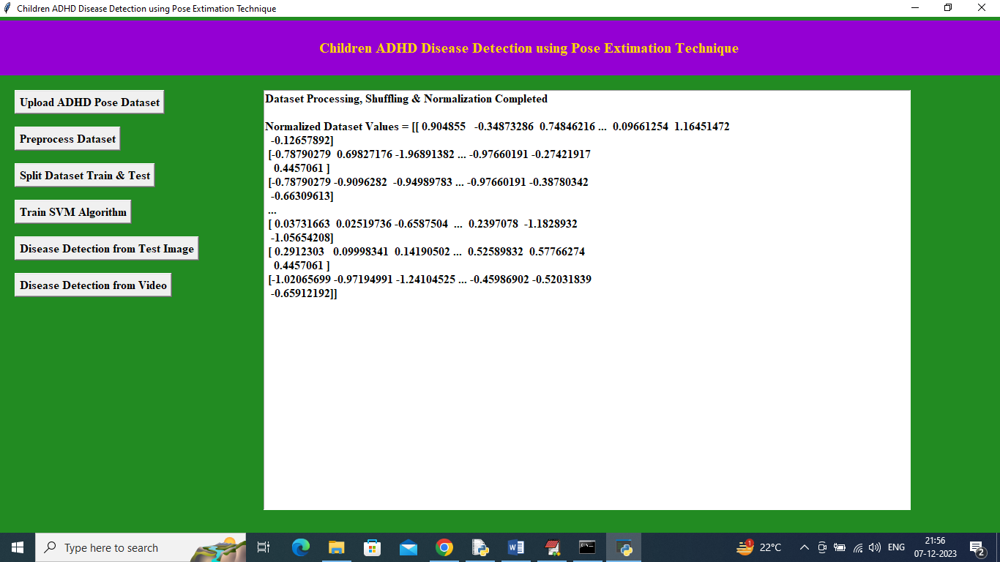 Children ADHD Disease Detection using Pose Extimation Technique
Children ADHD Disease Detection using Pose Extimation Technique
Upload ADHD Pose Dataset
Preprocess Dataset
Split Dataset Train & Test
Train SVM Algorithm
Disease Detection from Test Image
Disease Detection from Video
Dataset Processing, Shuffling & Normalization Completed
Normalized Dataset Values = [[ 0.904855 -0.34873286 0.74846216 ... 0.09661254 1.16451472
-0.12657892]
[-0.78790279 0.69827176 -1.96891382 ... -0.97660191 -0.27421917
0.4457061 ]
[-0.78790279 -0.9096282 -0.94989783 ... -0.97660191 -0.38780342
-0.66309613]
...
[ 0.03731663 0.02519736 -0.6587504 ... 0.2397078 -1.1828932
-1.05654208]
[ 0.2912303 0.09998341 0.14190502 ... 0.52589832 0.57766274
0.4457061 ]
[-1.02065699 -0.97194991 -1.24104525 ... -0.45986902 -0.52031839
-0.65912192]]
Type here to search
1
22°C
ENG
21:56
07-12-2023
2